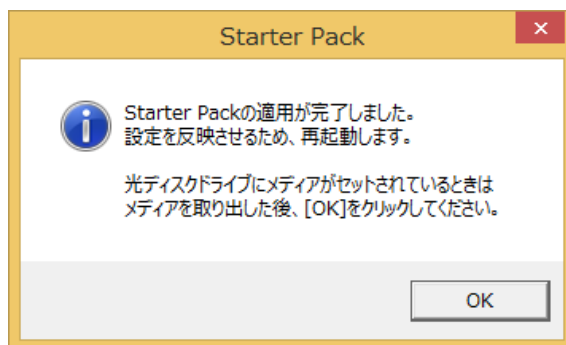 Starter Pack
Starter Packの適用が完了しました。
設定を反映させるため、再起動します。
光ディスクドライブにメディアがセットされているときは
メディアを取り出した後、[OK]をクリックしてください。
OK